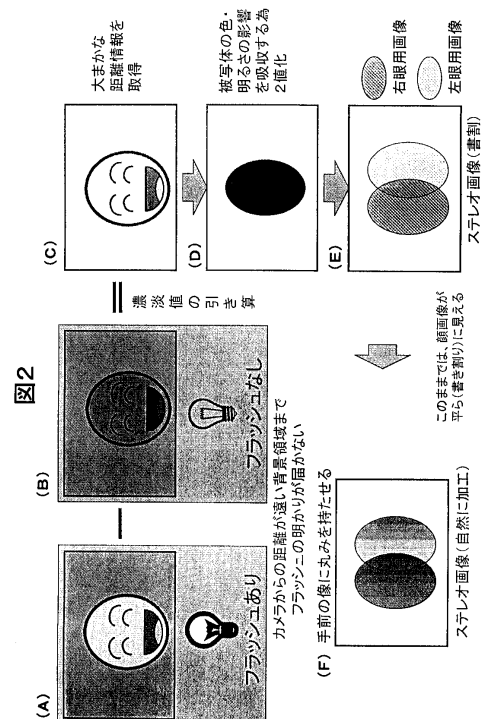 図2
(A)
フラッシュあり
(B)
フラッシュなし
カメラからの距離が遠い背景領域まで
フラッシュの明かりが届かない
濃淡値の引き算
(C)
大まかな
距離情報を
取得
(D)
被写体の色・
明るさの影響
を吸収する為
2値化
(E)
右眼用画像
左眼用画像
ステレオ画像(書割)
このままでは、顔画像が
平ら(書き割り)に見える
(F) 手前の像に丸みを持たせる
ステレオ画像(自然に加工)